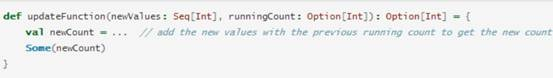 def updateFunction(newValues: Seq[Int], runningCount: Option[Int]): Option[Int] = {
    val newCount = ...  // add the new values with the previous running count to get the new count
    Some(newCount)
}